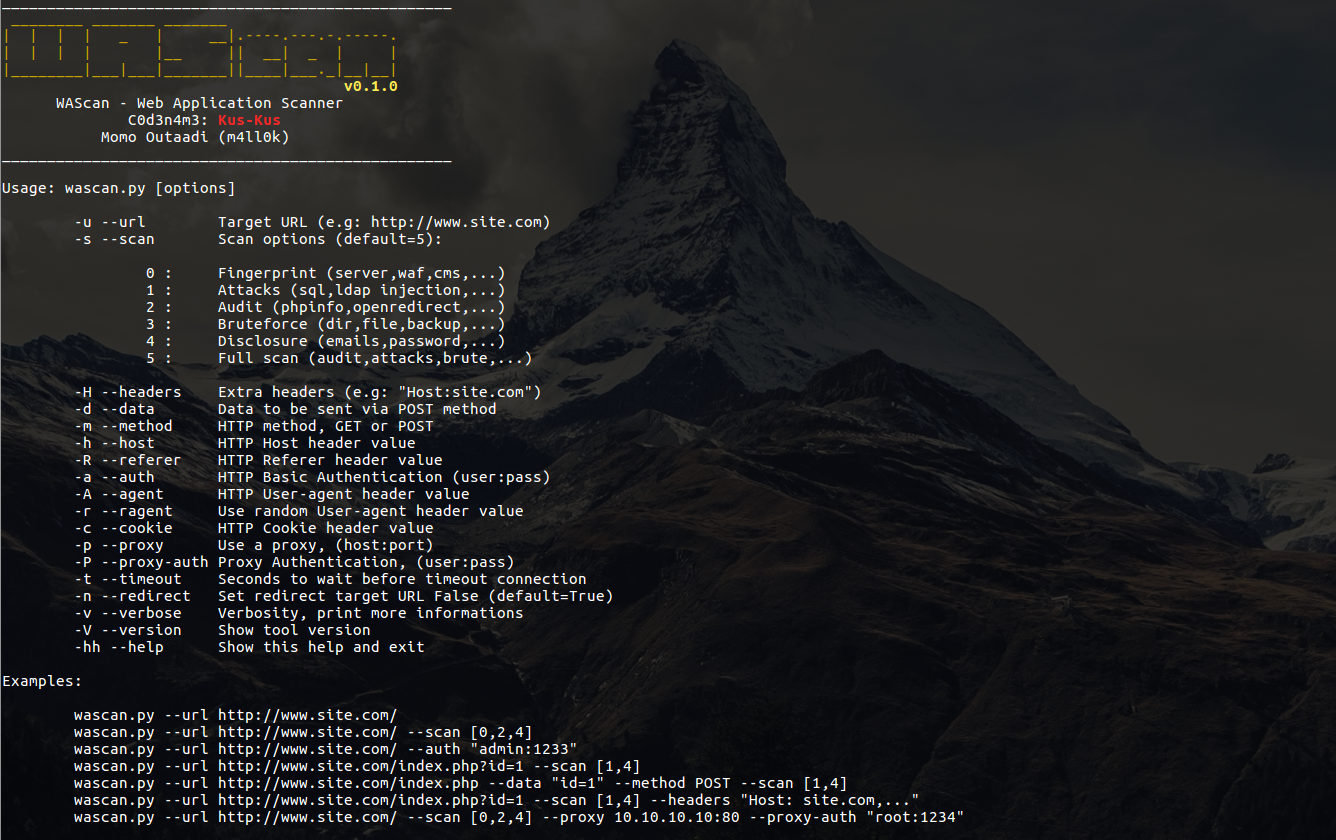 WAScan
v0.1.0
WAScan - Web Application Scanner
C0d3n4m3: Kus-Kus
Momo Outaadi (m4ll0k)
Usage: wascan.py [options]
-u --url Target URL (e.g: http://www.site.com)
-s --scan Scan options (default=5):
0 : Fingerprint (server,waf,cms,...)
1 : Attacks (sql,ldap injection,...)
2 : Audit (phpinfo,openredirect,...)
3 : Bruteforce (dir,file,backup,...)
4 : Disclosure (emails,password,...)
5 : Full scan (audit,attacks,brute,...)
-H --headers Extra headers (e.g: "Host:site.com")
-d --data Data to be sent via POST method
-m --method HTTP method, GET or POST
-h --host HTTP Host header value
-R --referer HTTP Referer header value
-a --auth HTTP Basic Authentication (user:pass)
-A --agent HTTP User-agent header value
-r --ragent Use random User-agent header value
-c --cookie HTTP Cookie header value
-p --proxy Use a proxy, (host:port)
-P --proxy-auth Proxy Authentication, (user:pass)
-t --timeout Seconds to wait before timeout connection
-n --redirect Set redirect target URL False (default=True)
-v --verbose Verbosity, print more informations
-V --version Show tool version
-hh --help Show this help and exit
Examples:
wascan.py --url http://www.site.com/
wascan.py --url http://www.site.com/ --scan [0,2,4]
wascan.py --url http://www.site.com/ --auth "admin:1233"
wascan.py --url http://www.site.com/index.php?id=1 --scan [1,4]
wascan.py --url http://www.site.com/index.php --data "id=1" --method POST --scan [1,4]
wascan.py --url http://www.site.com/index.php?id=1 --scan [1,4] --headers "Host: site.com,..."
wascan.py --url http://www.site.com/ --scan [0,2,4] --proxy 10.10.10.10:80 --proxy-auth "root:1234"